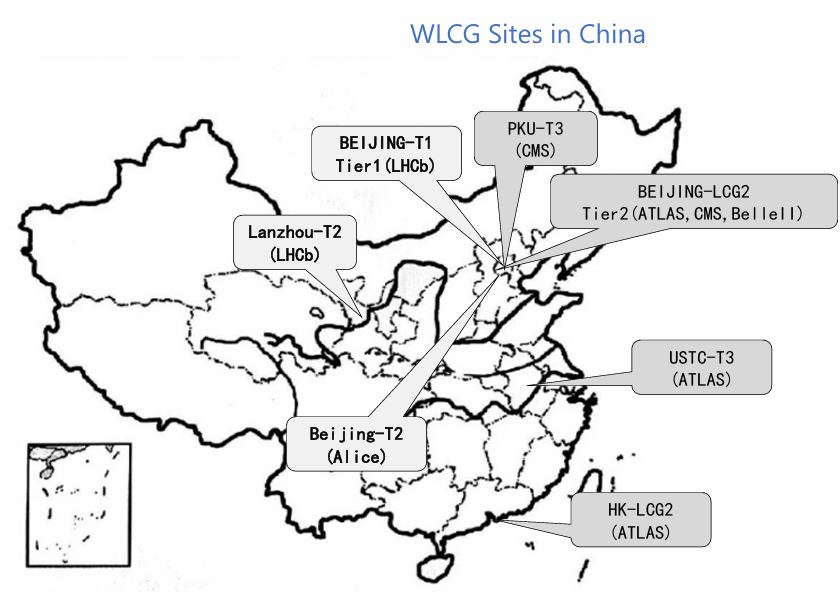 WLCG Sites in China
PKU-T3
(CMS)
BEIJING-T1
Tier1(LHCb)
BEIJING-LCG2
Tier2(ATLAS,CMS,BelleII)
Lanzhou-T2
(LHCb)
USTC-T3
(ATLAS)
Beijing-T2
(Alice)
HK-LCG2
(ATLAS)